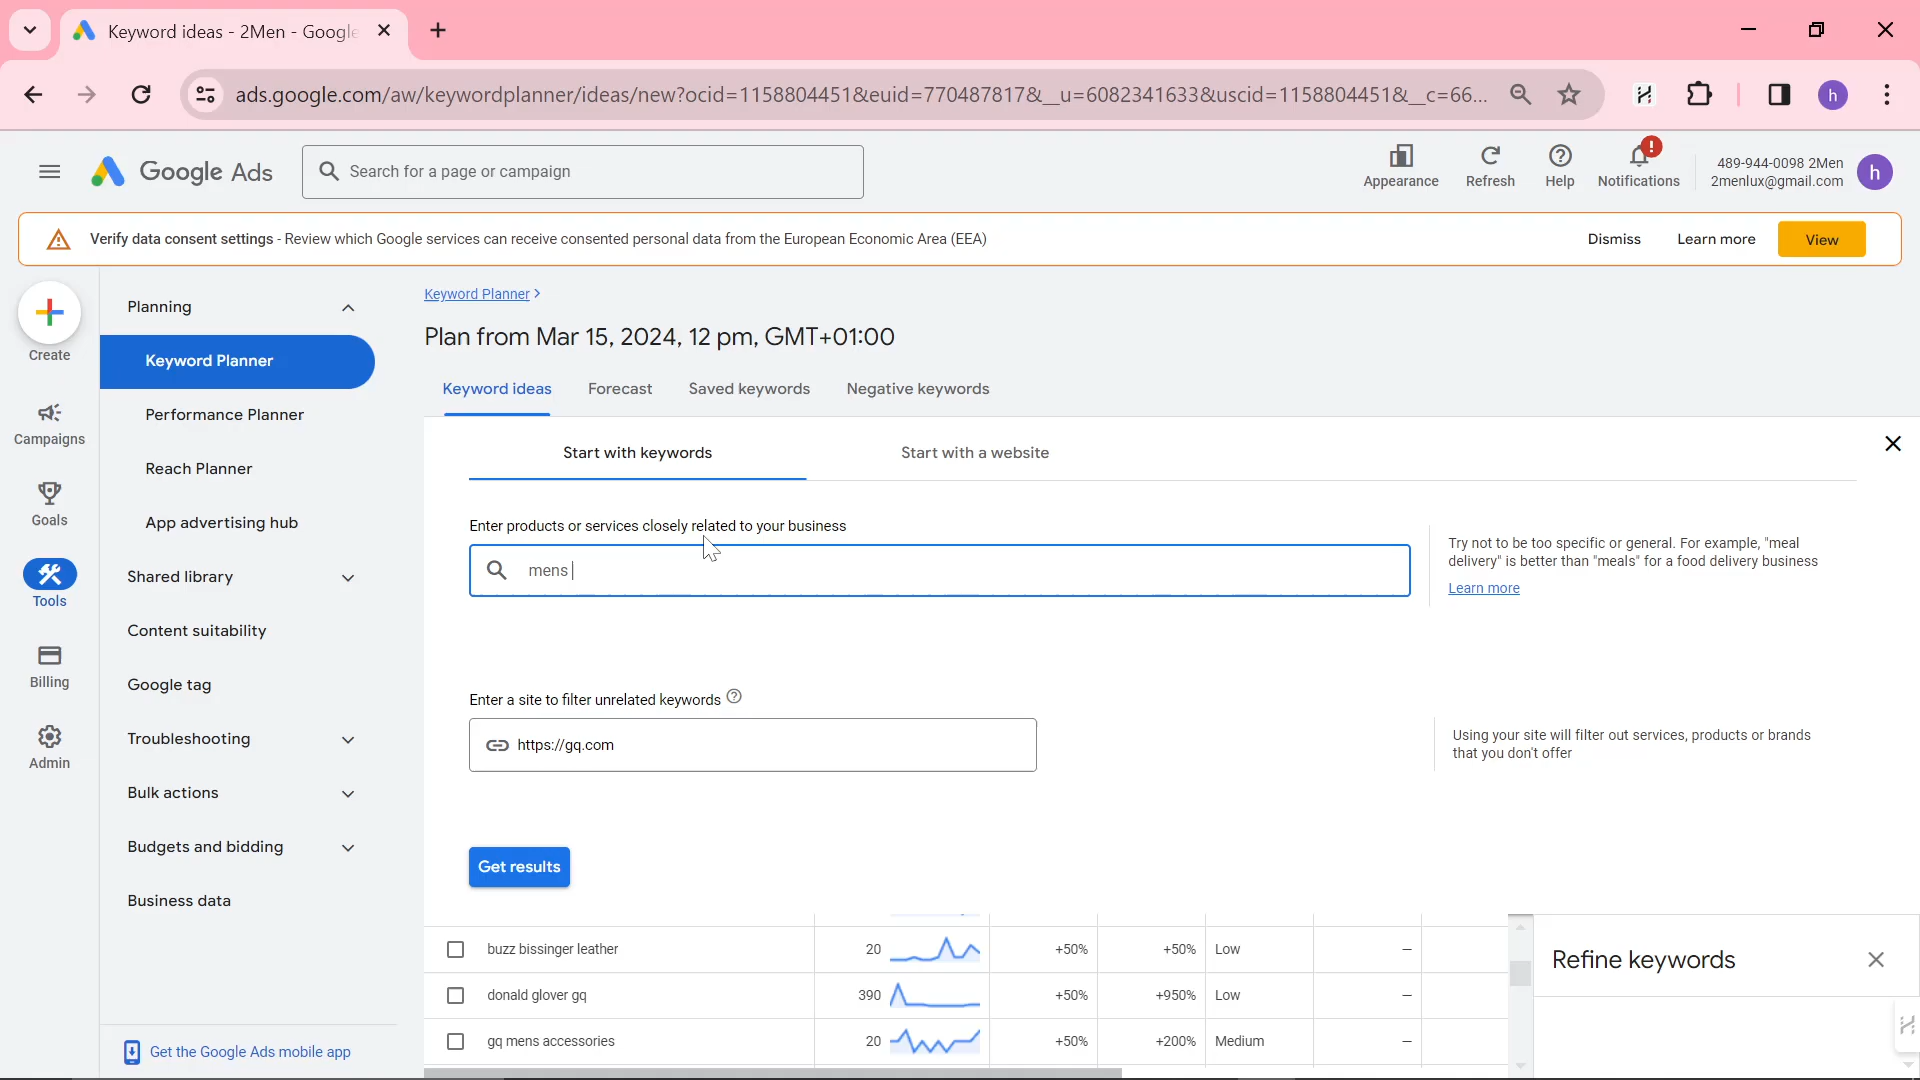 Keyword ideas - 2Men - Google
ads.google.com/aw/keywordplanner/ideas/new?ocid=1158804451&euid=770487817&__u=6082341633&uscid=1158804451&__c=66...
h
Google Ads
Search for a page or campaign
Appearance
Refresh
Help
Notifications
!
489-944-0098 2Men
2menlux@gmail.com
h
Verify data consent settings - Review which Google services can receive consented personal data from the European Economic Area (EEA)
Dismiss
Learn more
View
Create
Campaigns
Goals
Tools
Billing
Admin
Planning
Keyword Planner
Performance Planner
Reach Planner
App advertising hub
Shared library
Content suitability
Google tag
Troubleshooting
Bulk actions
Budgets and bidding
Business data
Get the Google Ads mobile app
Keyword Planner
Plan from Mar 15, 2024, 12 pm, GMT+01:00
Keyword ideas
Forecast
Saved keywords
Negative keywords
Start with keywords
Start with a website
Enter products or services closely related to your business
mens
Try not to be too specific or general. For example, "meal
delivery" is better than "meals" for a food delivery business
Learn more
Enter a site to filter unrelated keywords
https://gq.com
Using your site will filter out services, products or brands
that you don't offer
Get results
buzz bissinger leather 20 +50% +50% Low –
donald glover gq 390 +50% +950% Low –
gq mens accessories 20 +50% +200% Medium –
Refine keywords